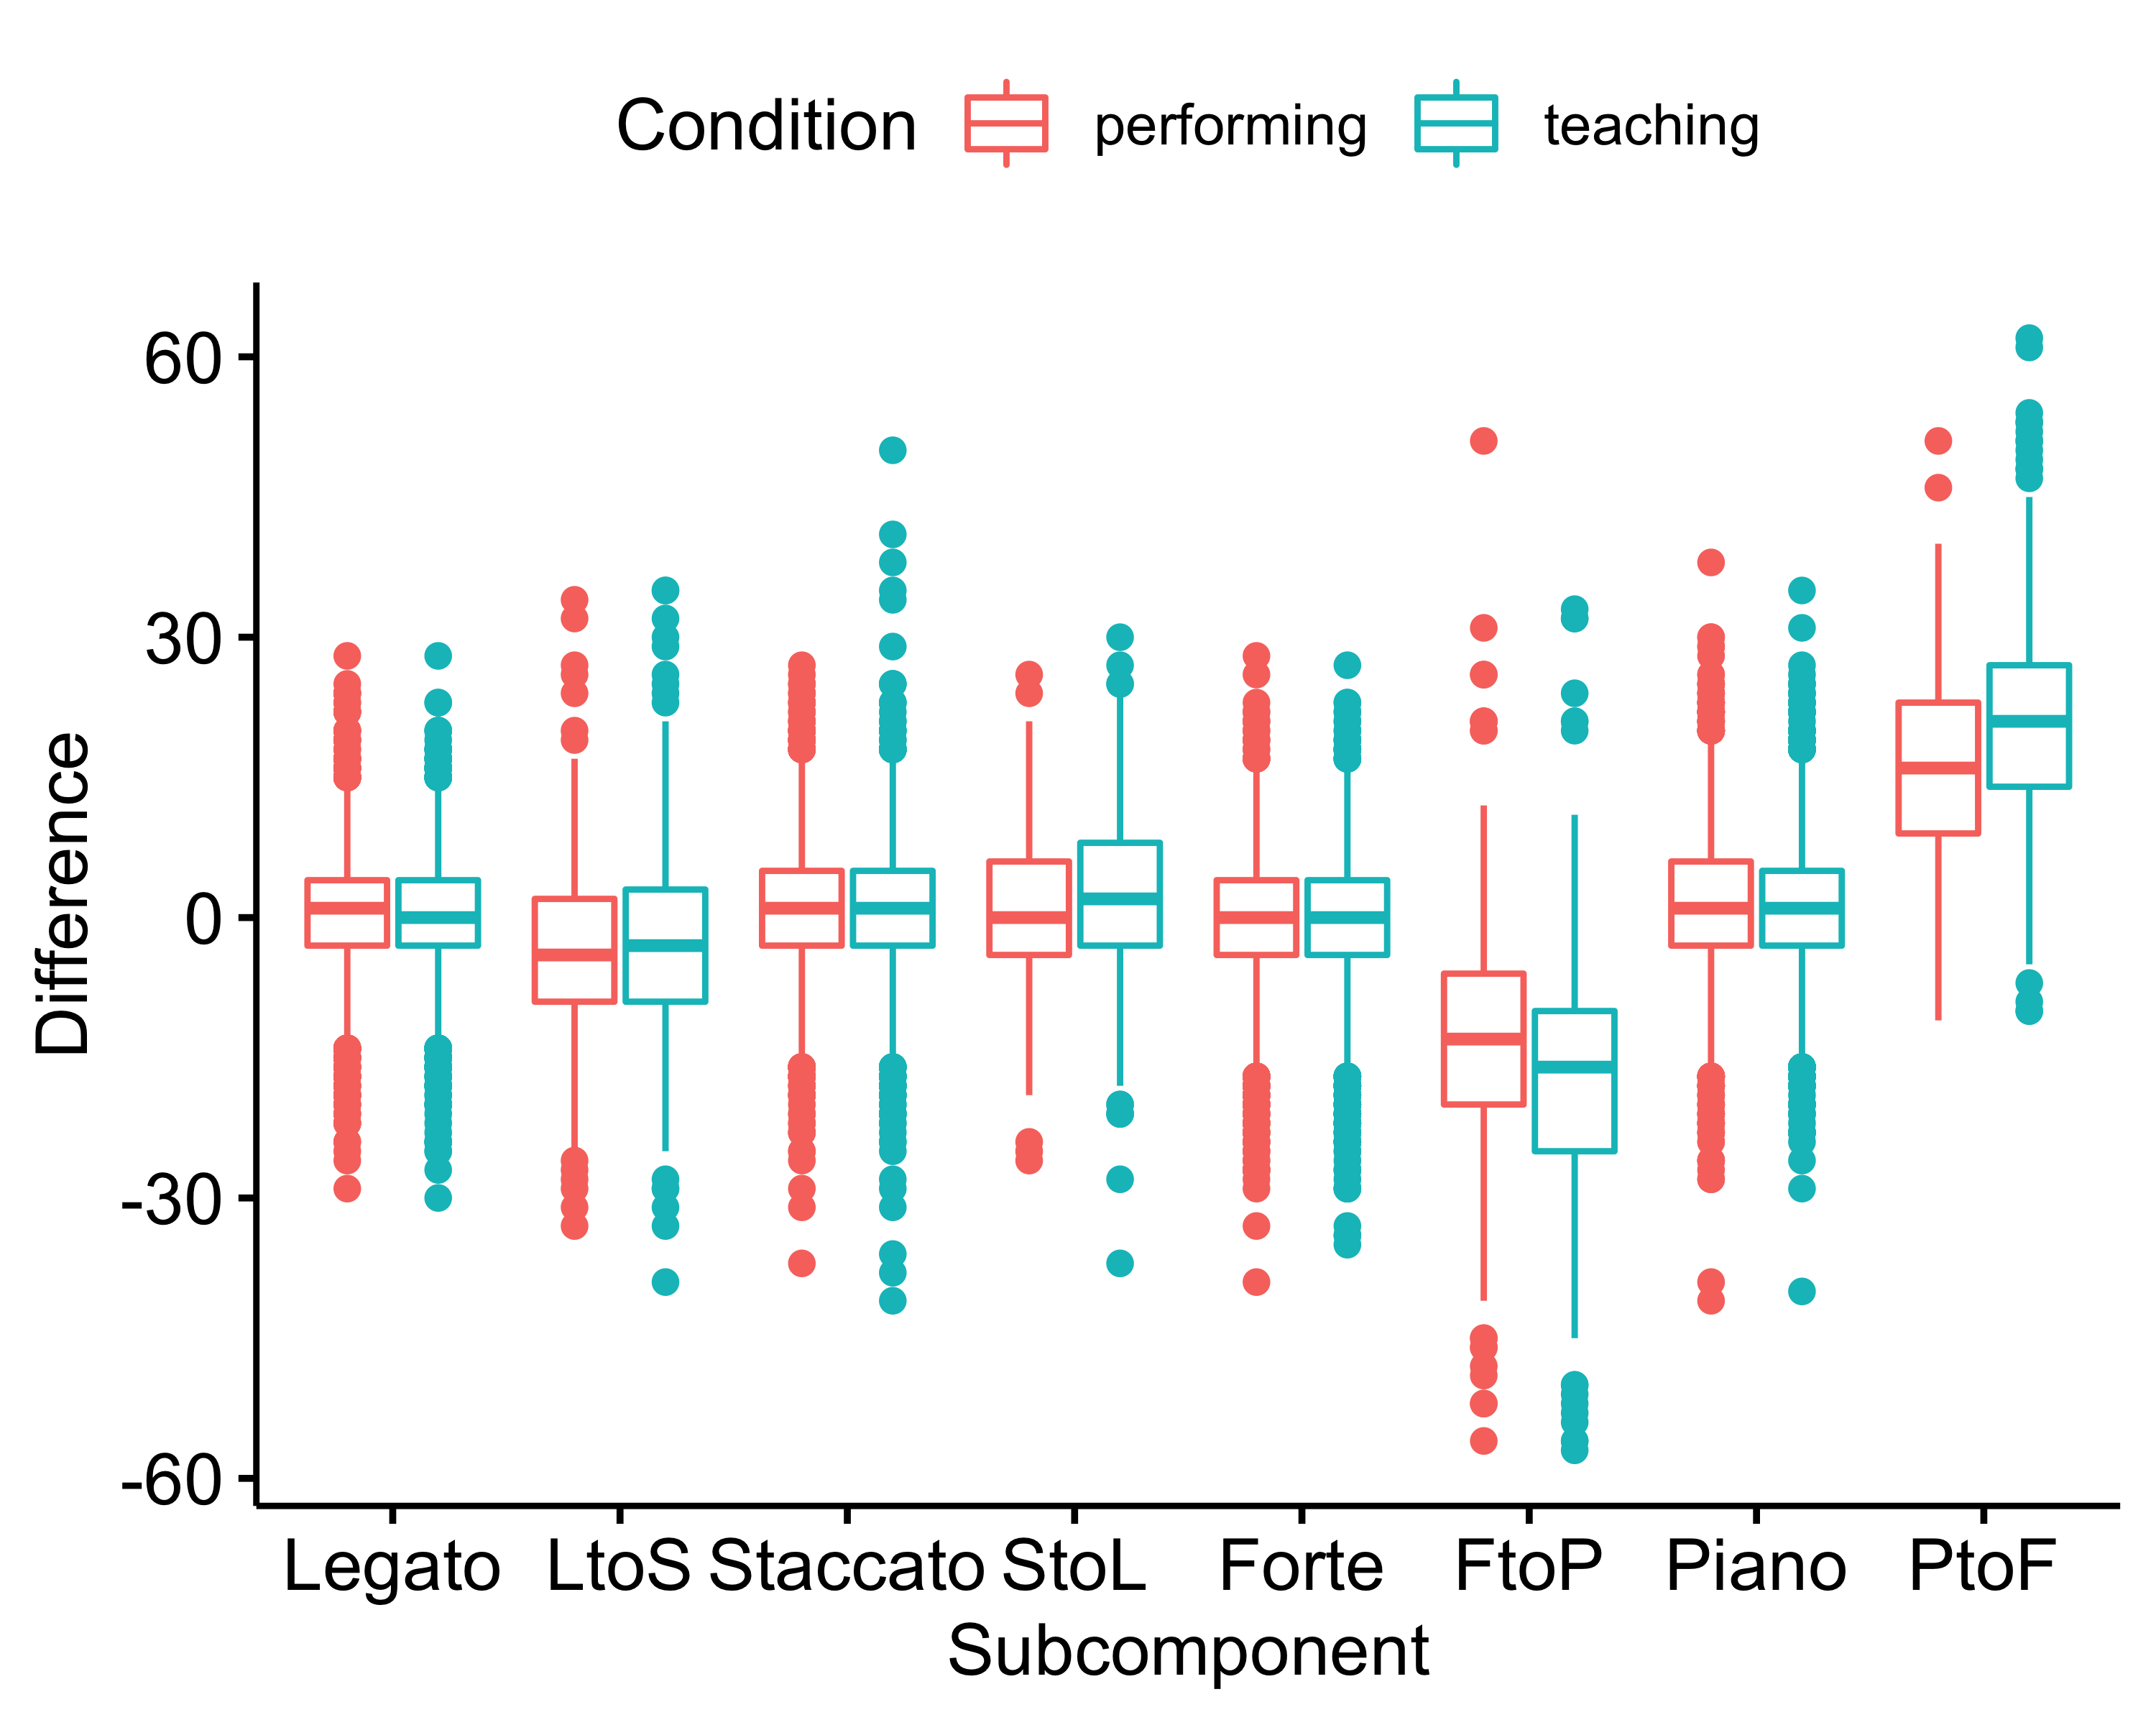 Condition performing teaching
60
30
0
-30
-60
Difference
Legato LtoS Staccato StoL Forte FtoP Piano PtoF
Subcomponent